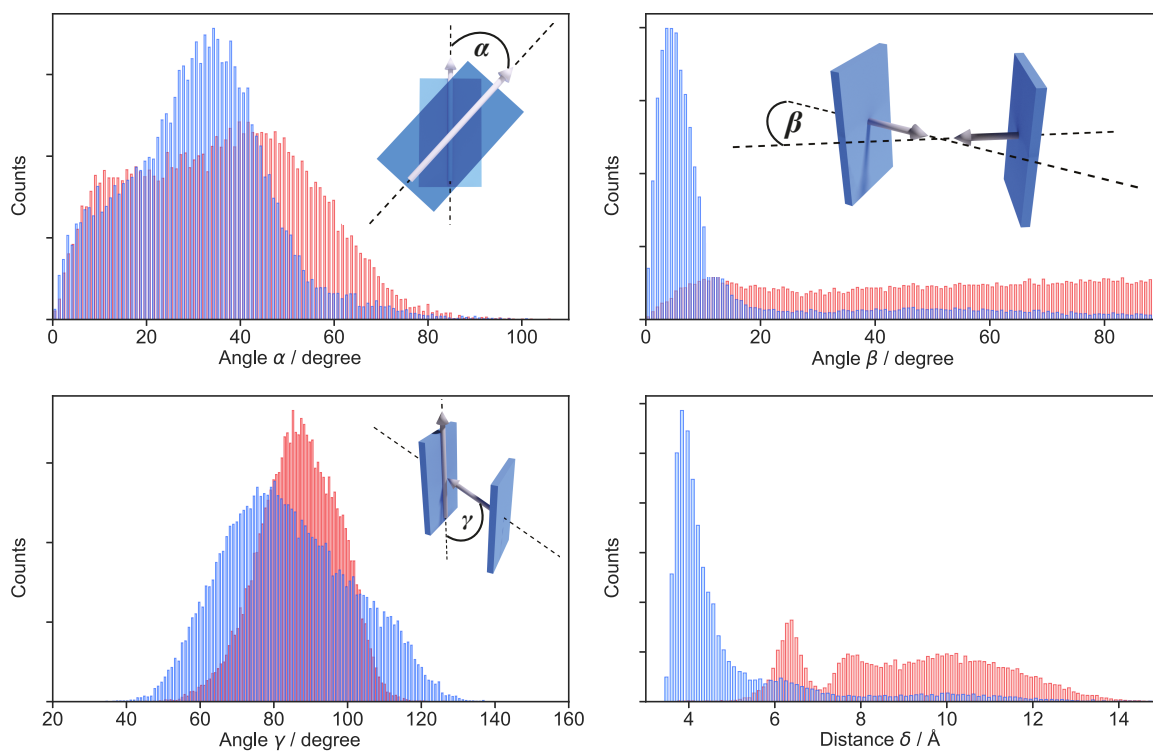 Counts
α
0 20 40 60 80 100
Angle α / degree
Counts
β
0 20 40 60 80
Angle β / degree
Counts
γ
20 40 60 80 100 120 140 160
Angle γ / degree
Counts
4 6 8 10 12 14
Distance δ / Å